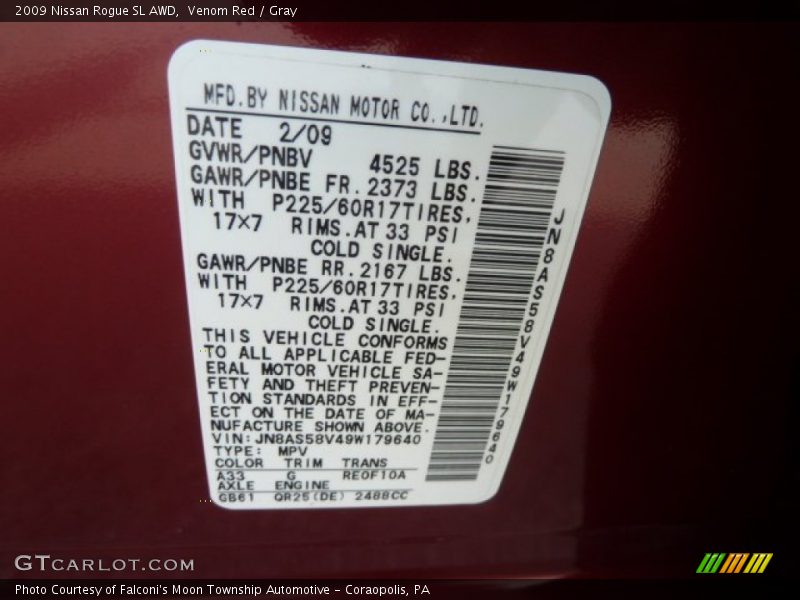 2009 Nissan Rogue SL AWD,  Venom Red / Gray
MFD.BY NISSAN MOTOR CO.,LTD.
DATE 2/09
GVWR/PNBV 4525 LBS.
GAWR/PNBE FR. 2373 LBS.
WITH P225/60R17TIRES,
17×7 RIMS.AT 33 PSI
COLD SINGLE.
GAWR/PNBE RR. 2167 LBS.
WITH P225/60R17TIRES,
17×7 RIMS.AT 33 PSI
COLD SINGLE.
THIS VEHICLE CONFORMS
TO ALL APPLICABLE FED-
ERAL MOTOR VEHICLE SA-
FETY AND THEFT PREVEN-
TION STANDARDS IN EFF-
ECT ON THE DATE OF MA-
NUFACTURE SHOWN ABOVE.
VIN: JN8AS58V49W179640
TYPE: MPV
COLOR TRIM TRANS
A33 G RE0F10A
AXLE ENGINE
GB61 QR25(DE) 2488CC
JN8AS58V49W179640
GTCARLOT.COM
Photo Courtesy of Falconi's Moon Township Automotive - Coraopolis, PA